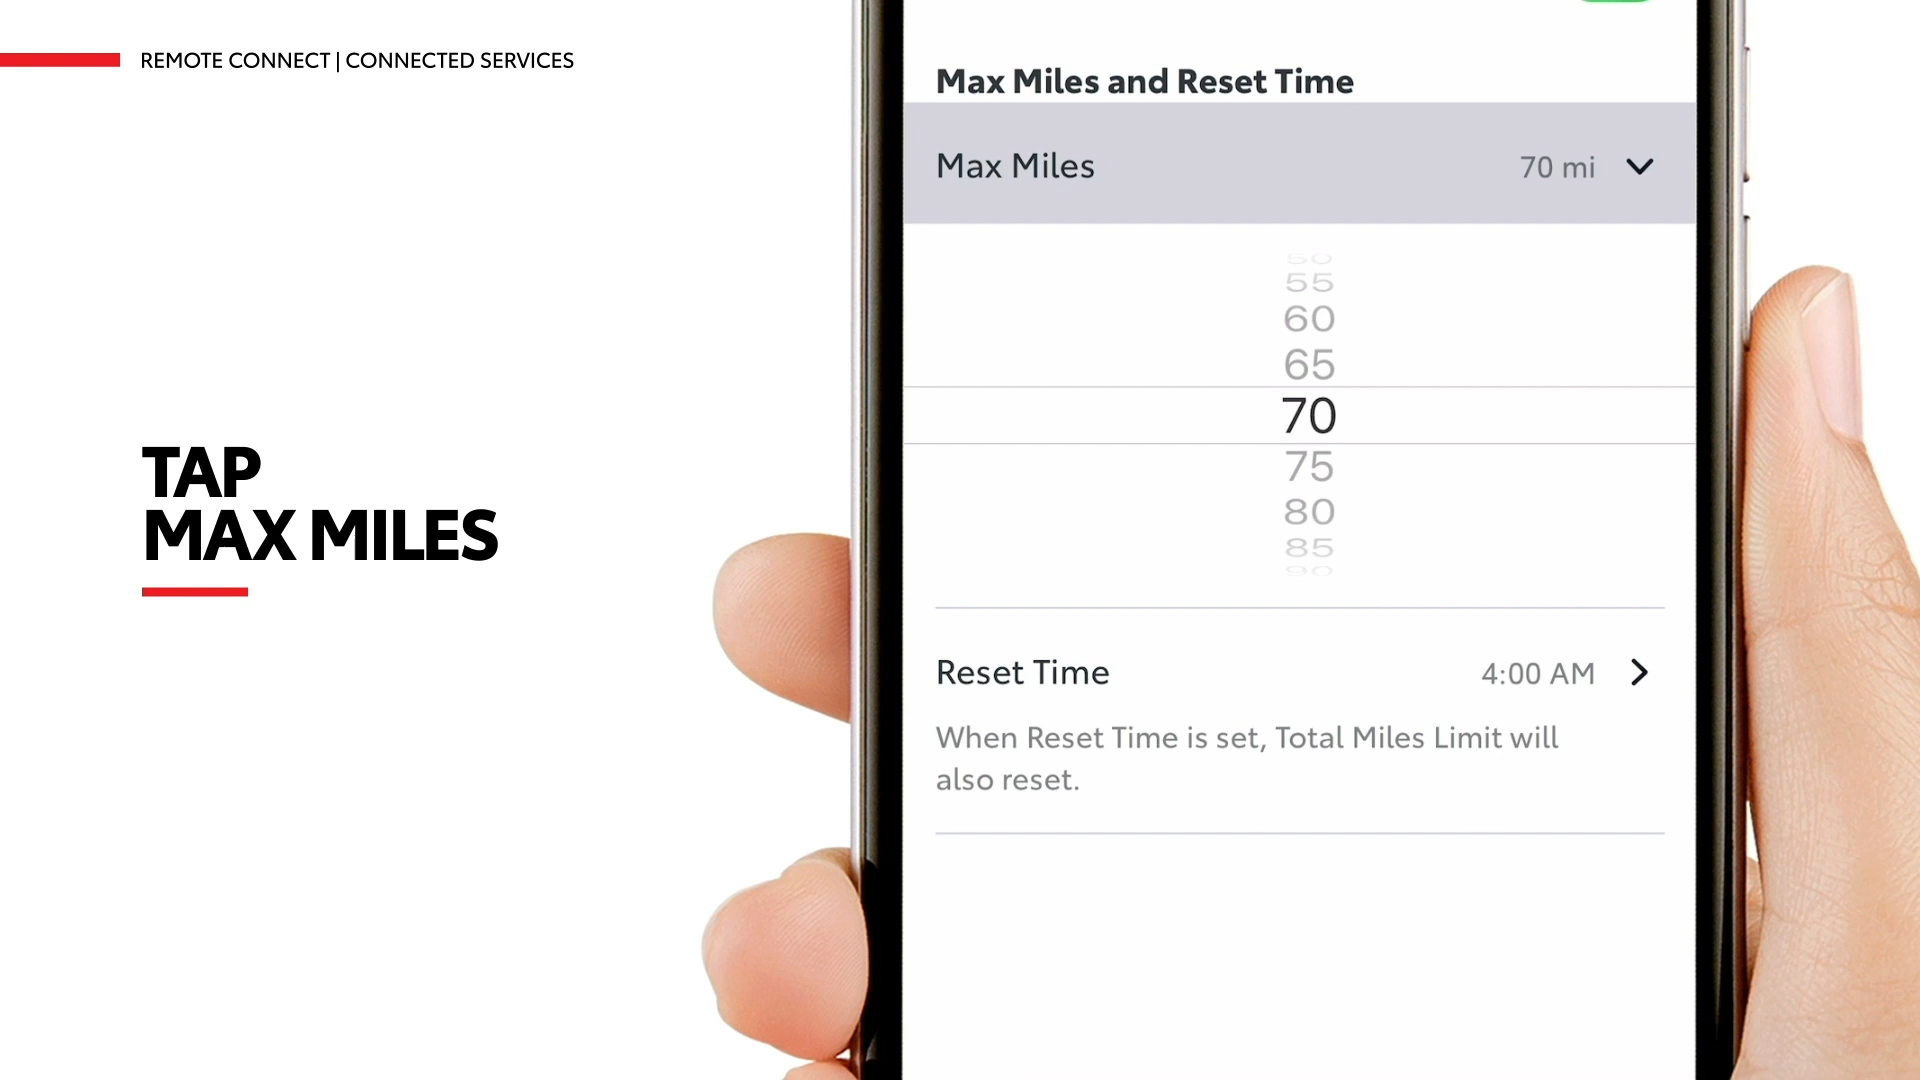 REMOTE CONNECT | CONNECTED SERVICES
TAP
MAX MILES
Max Miles and Reset Time
Max Miles 70 mi
50
55
60
65
70
75
80
85
90
Reset Time 4:00 AM
When Reset Time is set, Total Miles Limit will
also reset.